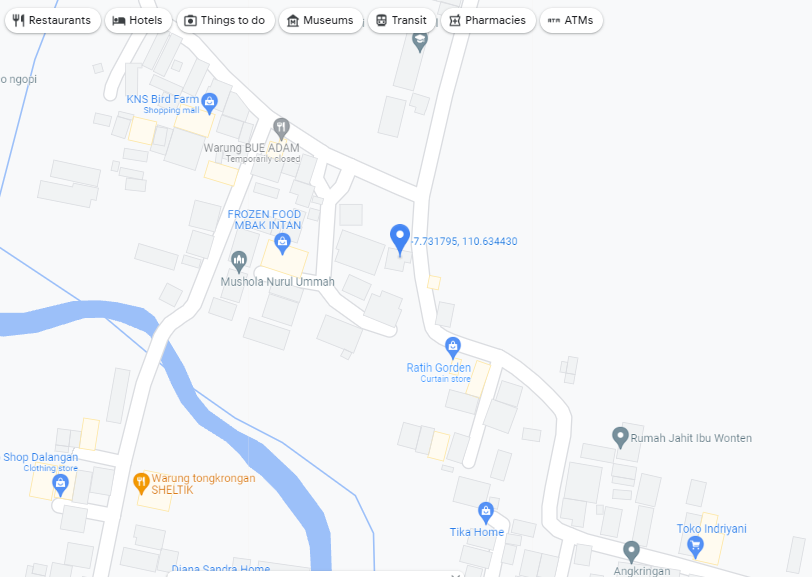 Restaurants
Hotels
Things to do
Museums
Transit
Pharmacies
ATMs
o ngopi
KNS Bird Farm
Shopping mall
Warung BUE ADAM
Temporarily closed
FROZEN FOOD
MBAK INTAN
-7.731795, 110.634430
Mushola Nurul Ummah
Ratih Gorden
Curtain store
Rumah Jahit Ibu Wonten
Shop Dalangan
Clothing store
Warung tongkrongan
SHELTIK
Tika Home
Toko Indriyani
Diana Sandra Home
Angkringan